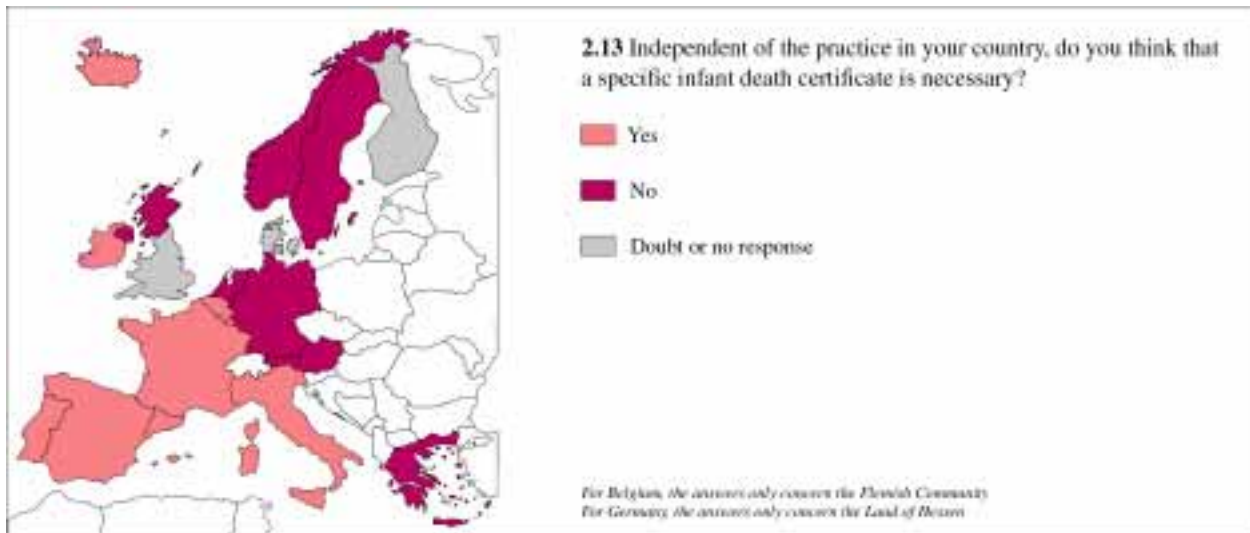 2.13 Independent of the practice in your country, do you think that
a specific infant death certificate is necessary?
Yes
No
Doubt or no response
For Belgium, the answers only concern the Flemish Community
For Germany, the answers only concern the Land of Hessen